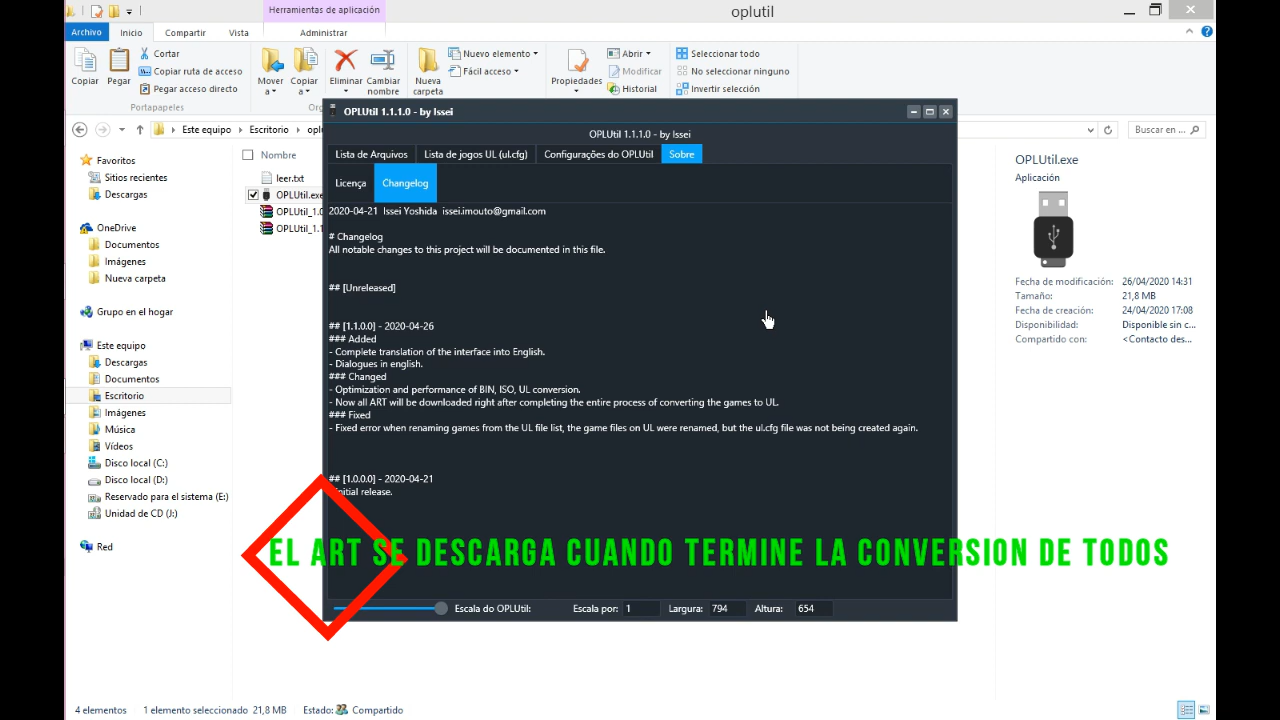 Herramientas de aplicación
oplutil
Archivo Inicio Compartir Vista Administrar
Copiar Pegar Cortar
Copiar ruta de acceso
Pegar acceso directo
Portapapeles
Mover a Copiar a Eliminar Cambiar nombre
Nueva carpeta Nuevo elemento
Fácil acceso
Propiedades Abrir
Modificar
Historial
Seleccionar todo
No seleccionar ninguno
Invertir selección
Este equipo Escritorio
Buscar en ...
Favoritos
Sitios recientes
Descargas
OneDrive
Documentos
Imágenes
Nueva carpeta
Grupo en el hogar
Este equipo
Descargas
Documentos
Escritorio
Imágenes
Música
Vídeos
Disco local (C:)
Disco local (D:)
Reservado para el sistema (E:)
Unidad de CD (J:)
Red
Nombre
leer.txt
OPLUtil.exe
OPLUtil_1.0
OPLUtil_1.1
OPLUtil 1.1.1.0 - by Issei
OPLUtil 1.1.1.0 - by Issei
Lista de Arquivos Lista de jogos UL (ul.cfg) Configurações do OPLUtil Sobre
Licença Changelog
2020-04-21 Issei Yoshida issei.imouto@gmail.com
# Changelog
All notable changes to this project will be documented in this file.
## [Unreleased]
## [1.1.0.0] - 2020-04-26
### Added
- Complete translation of the interface into English.
- Dialogues in english.
### Changed
- Optimization and performance of BIN, ISO, UL conversion.
- Now all ART will be downloaded right after completing the entire process of converting the games to UL.
### Fixed
- Fixed error when renaming games from the UL file list, the game files on UL were renamed, but the ul.cfg file was not being created again.
## [1.0.0.0] - 2020-04-21
Initial release.
EL ART SE DESCARGA CUANDO TERMINE LA CONVERSION DE TODOS
Escala do OPLUtil: Escala por: 1 Largura: 794 Altura: 654
OPLUtil.exe
Aplicación
Fecha de modificación: 26/04/2020 14:31
Tamaño: 21,8 MB
Fecha de creación: 24/04/2020 17:08
Disponibilidad: Disponible sin c...
Compartido con: <Contacto des...
4 elementos 1 elemento seleccionado 21,8 MB Estado: Compartido